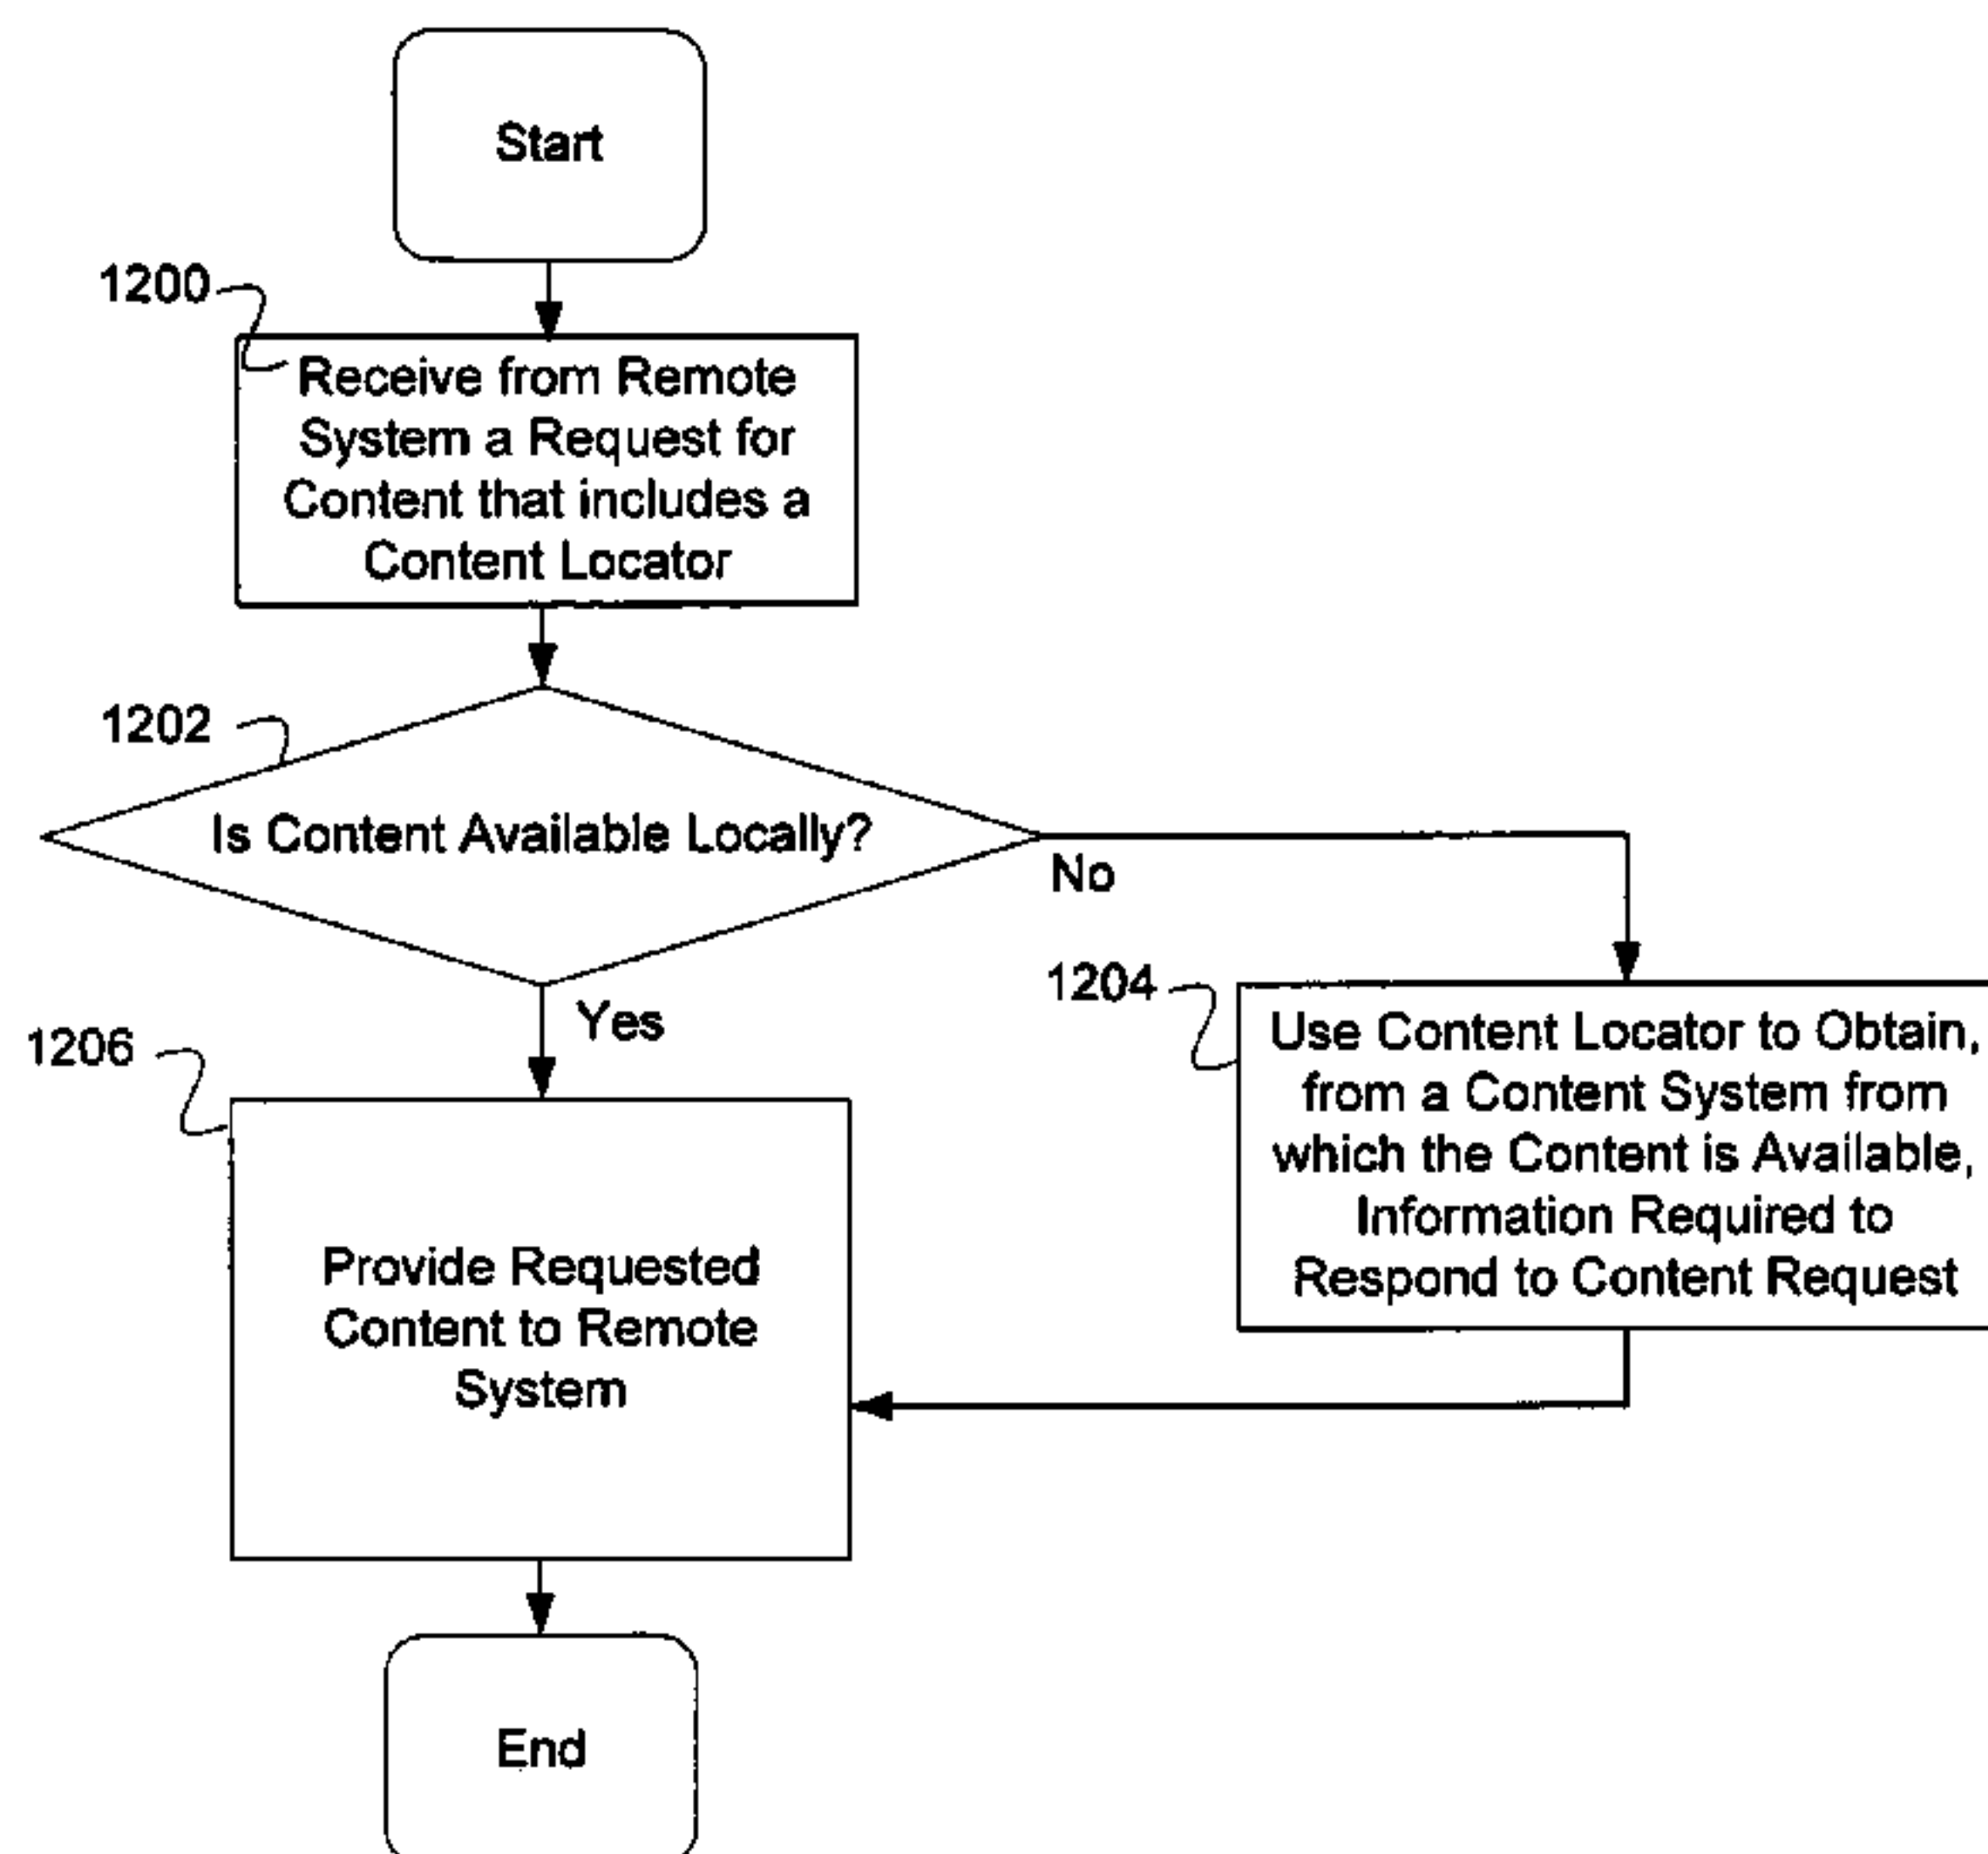 Start
1200
Receive from Remote
System a Request for
Content that includes a
Content Locator
1202
Is Content Available Locally?
No
Yes
1204
Use Content Locator to Obtain,
from a Content System from
which the Content is Available,
Information Required to
Respond to Content Request
1206
Provide Requested
Content to Remote
System
End